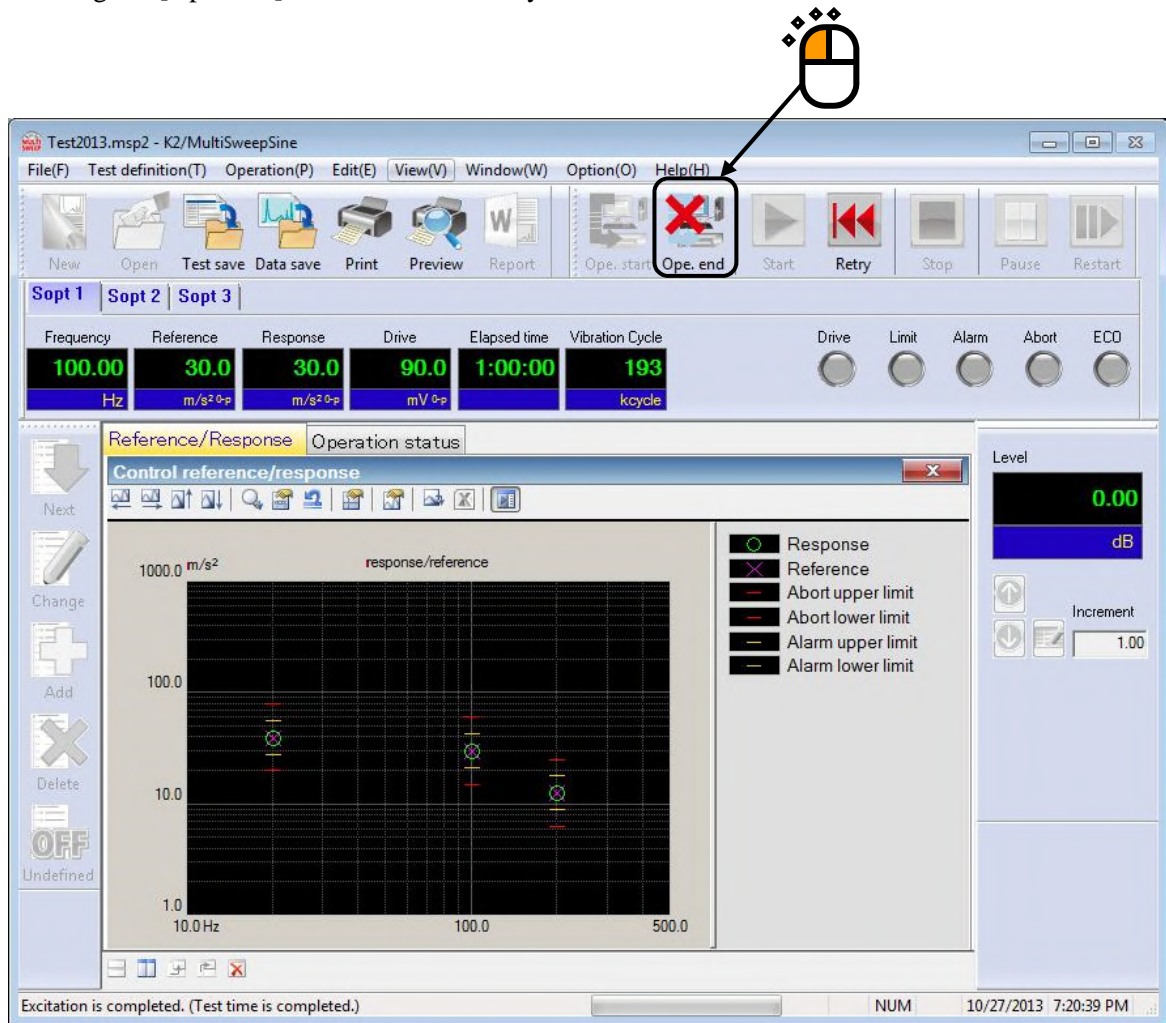 Test2013.msp2 - K2/MultiSweepSine
File(F) Test definition(T) Operation(P) Edit(E) View(V) Window(W) Option(O) Help(H)
New Open Test save Data save Print Preview Report Ope. start Ope. end Start Retry Stop Pause Restart
Sopt 1 Sopt 2 Sopt 3
Frequency Reference Response Drive Elapsed time Vibration Cycle Drive Limit Alarm Abort ECO
100.00 30.0 30.0 90.0 1:00:00 193
Hz m/s² 0-p m/s² 0-p mV 0-p kcycle
Reference/Response Operation status
Control reference/response
Next
Change
Add
Delete
OFF
Undefined
response/reference
1000.0 m/s²
100.0
10.0
1.0
10.0 Hz 100.0 500.0
Response
Reference
Abort upper limit
Abort lower limit
Alarm upper limit
Alarm lower limit
Level
0.00
dB
Increment
1.00
Excitation is completed. (Test time is completed.) NUM 10/27/2013 7:20:39 PM